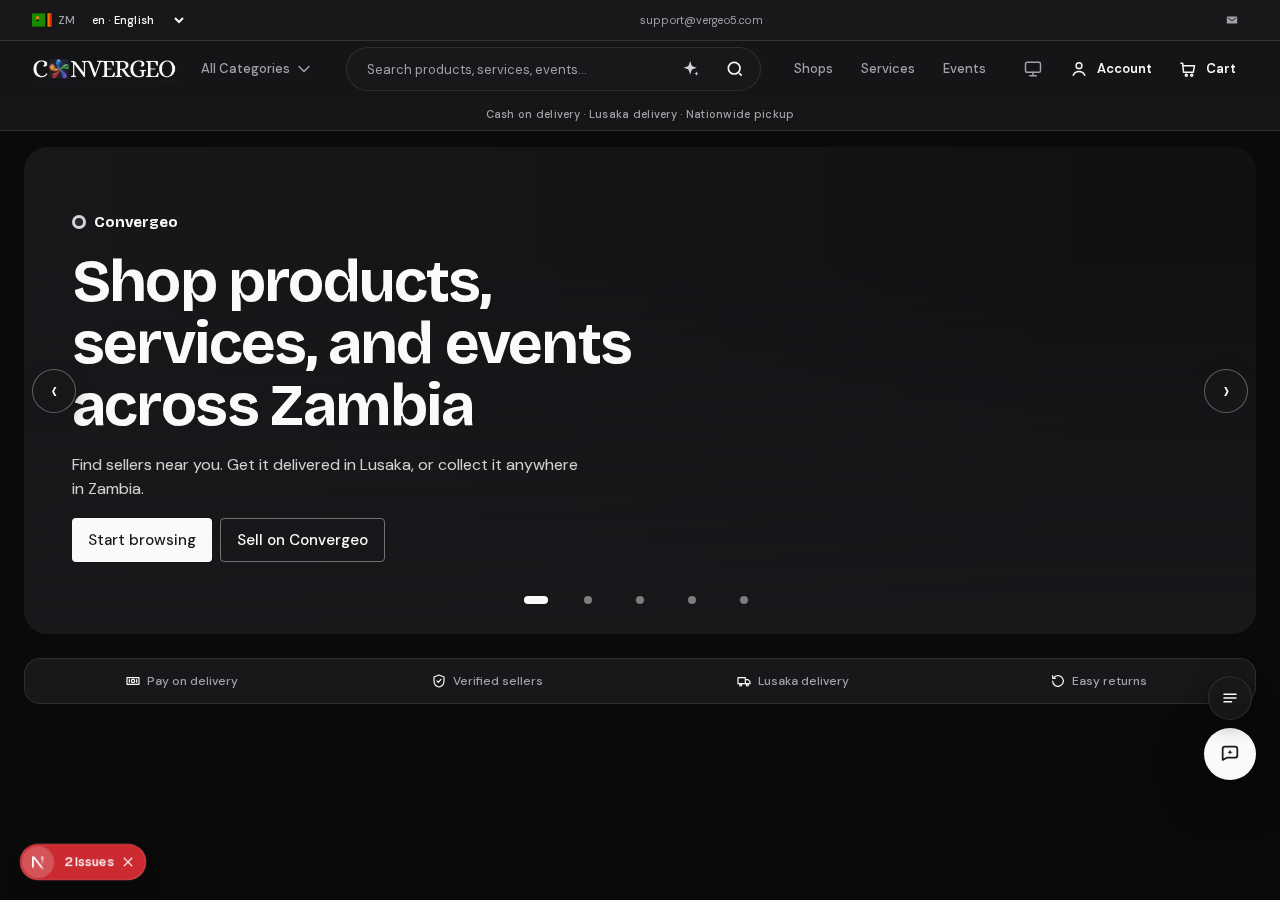 ZM
en · English
support@vergeo5.com
CONVERGEO
All Categories
Search products, services, events...
Shops
Services
Events
Account
Cart
Cash on delivery · Lusaka delivery · Nationwide pickup
Convergeo
Shop products,
services, and events
across Zambia
Find sellers near you. Get it delivered in Lusaka, or collect it anywhere
in Zambia.
Start browsing
Sell on Convergeo
Pay on delivery
Verified sellers
Lusaka delivery
Easy returns
N
2 Issues